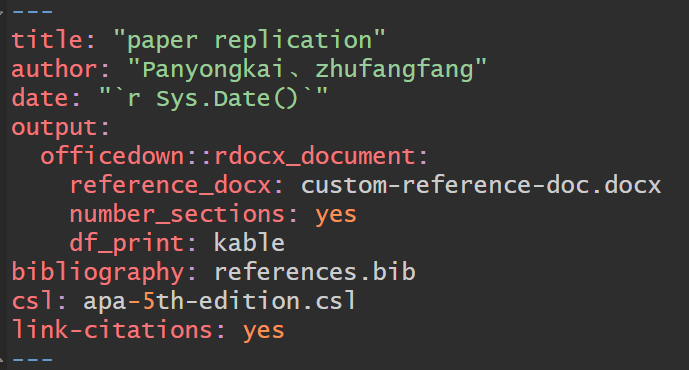 ---
title: "paper replication"
author: "Panyongkai、zhufangfang"
date: "`r Sys.Date()`"
output:
  officedown::rdocx_document:
    reference_docx: custom-reference-doc.docx
    number_sections: yes
    df_print: kable
bibliography: references.bib
csl: apa-5th-edition.csl
link-citations: yes
---